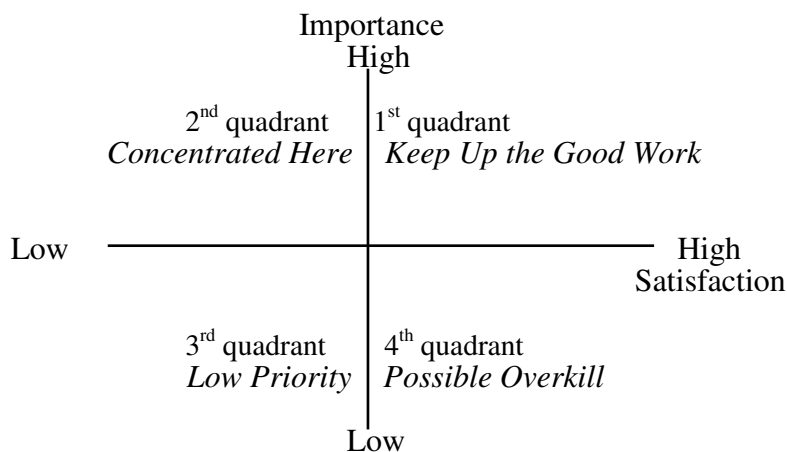 Importance
High
2nd quadrant
Concentrated Here
1st quadrant
Keep Up the Good Work
Low
High
Satisfaction
3rd quadrant
Low Priority
4th quadrant
Possible Overkill
Low